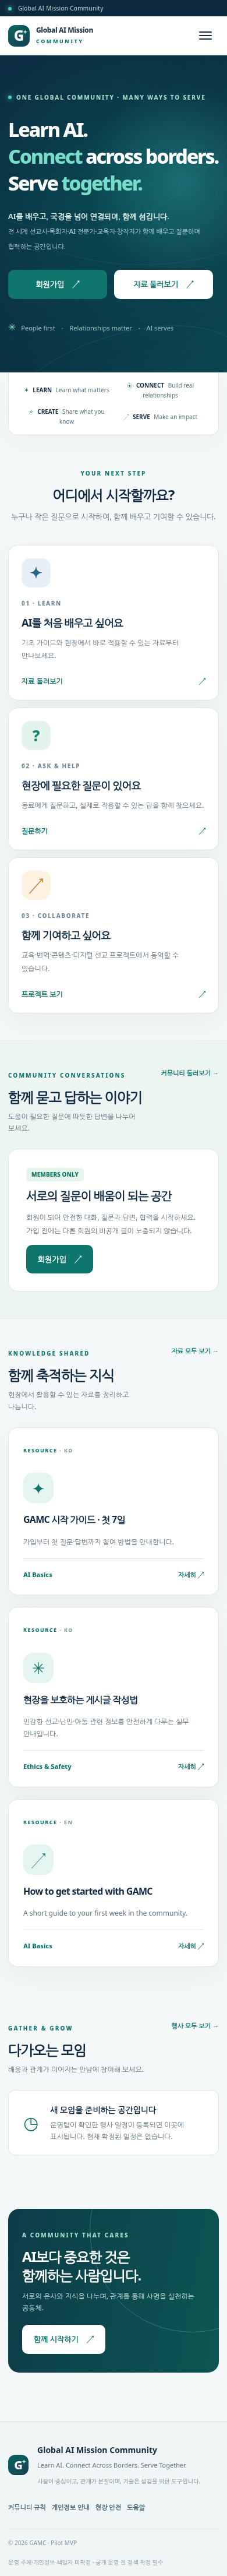 Global AI Mission Community
Global AI Mission
COMMUNITY
ONE GLOBAL COMMUNITY · MANY WAYS TO SERVE
Learn AI.
Connect across borders.
Serve together.
AI를 배우고, 국경을 넘어 연결되며, 함께 섬깁니다.
전 세계 선교사·목회자·AI 전문가·교육자·창작자가 함께 배우고 질문하며
협력하는 공간입니다.
회원가입 ↗ 자료 둘러보기 ↗
People first · Relationships matter · AI serves
LEARN Learn what matters
CONNECT Build real
relationships
CREATE Share what you
know
SERVE Make an impact
YOUR NEXT STEP
어디에서 시작할까요?
누구나 작은 질문으로 시작하여, 함께 배우고 기여할 수 있습니다.
01 · LEARN
AI를 처음 배우고 싶어요
기초 가이드와 현장에서 바로 적용할 수 있는 자료부터
만나보세요.
자료 둘러보기 ↗
?
02 · ASK & HELP
현장에 필요한 질문이 있어요
동료에게 질문하고, 실제로 적용할 수 있는 답을 함께 찾으세요.
질문하기 ↗
03 · COLLABORATE
함께 기여하고 싶어요
교육·번역·콘텐츠·디지털 선교 프로젝트에서 동역할 수
있습니다.
프로젝트 보기 ↗
COMMUNITY CONVERSATIONS
커뮤니티 둘러보기 →
함께 묻고 답하는 이야기
도움이 필요한 질문에 따뜻한 답변을 나누어
보세요.
MEMBERS ONLY
서로의 질문이 배움이 되는 공간
회원이 되어 안전한 대화, 질문과 답변, 협력을 시작하세요.
가입 전에는 다른 회원의 비공개 글이 노출되지 않습니다.
회원가입 ↗
KNOWLEDGE SHARED
자료 모두 보기 →
함께 축적하는 지식
현장에서 활용할 수 있는 자료를 정리하고
나눕니다.
RESOURCE · KO
GAMC 시작 가이드 · 첫 7일
가입부터 첫 질문·답변까지 참여 방법을 안내합니다.
AI Basics 자세히 ↗
RESOURCE · KO
현장을 보호하는 게시글 작성법
민감한 선교·난민·아동 관련 정보를 안전하게 다루는 실무
안내입니다.
Ethics & Safety 자세히 ↗
RESOURCE · EN
How to get started with GAMC
A short guide to your first week in the community.
AI Basics 자세히 ↗
GATHER & GROW
행사 모두 보기 →
다가오는 모임
배움과 관계가 이어지는 만남에 참여해 보세요.
새 모임을 준비하는 공간입니다
운영팀이 확인한 행사 일정이 등록되면 이곳에
표시됩니다. 현재 확정된 일정은 없습니다.
A COMMUNITY THAT CARES
AI보다 중요한 것은
함께하는 사람입니다.
서로의 은사와 지식을 나누며, 관계를 통해 사명을 실천하는
공동체.
함께 시작하기 ↗
Global AI Mission Community
Learn AI. Connect Across Borders. Serve Together.
사람이 중심이고, 관계가 본질이며, 기술은 섬김을 위한 도구입니다.
커뮤니티 규칙 개인정보 안내 현장 안전 도움말
© 2026 GAMC · Pilot MVP
운영 주체·개인정보 책임자 미확정 · 공개 운영 전 정책 확정 필수